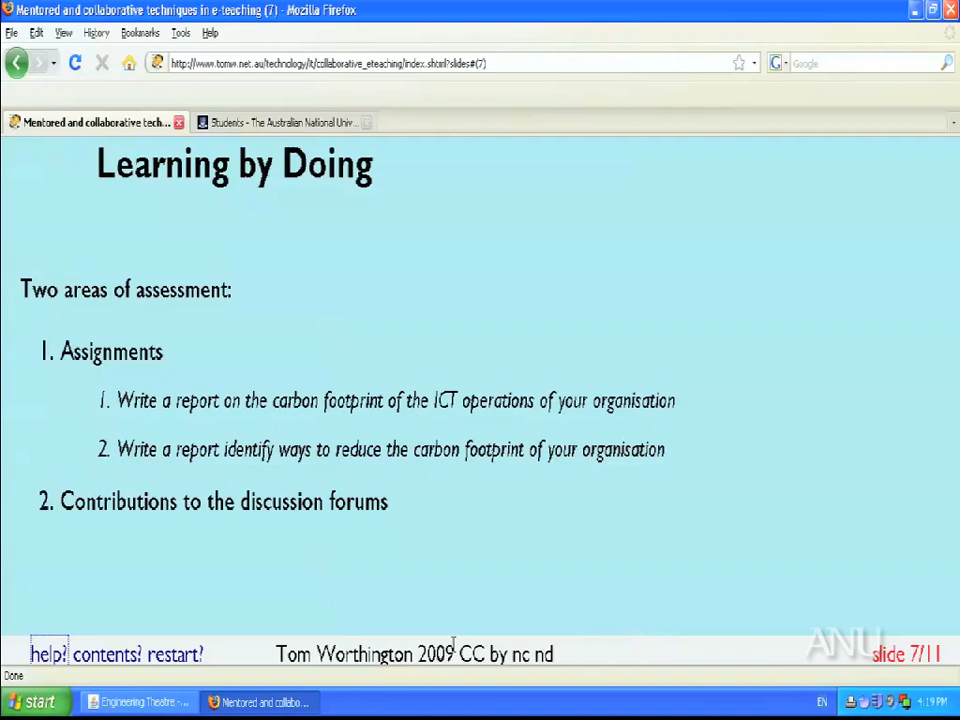 Mentored and collaborative techniques in e-teaching (7) - Mozilla Firefox
File Edit View History Bookmarks Tools Help
http://www.tomw.net.au/technology/it/collaborative_eteaching/index.shtml?slides#(7)
G Google
Mentored and collaborative tech...
Students - The Australian National Univ...
Learning by Doing
Two areas of assessment:
1. Assignments
1. Write a report on the carbon footprint of the ICT operations of your organisation
2. Write a report identify ways to reduce the carbon footprint of your organisation
2. Contributions to the discussion forums
ANU
help? contents? restart? Tom Worthington 2009 CC by nc nd slide 7/11
Done
start Engineering Theatre - ... Mentored and collabo... EN 4:19 PM